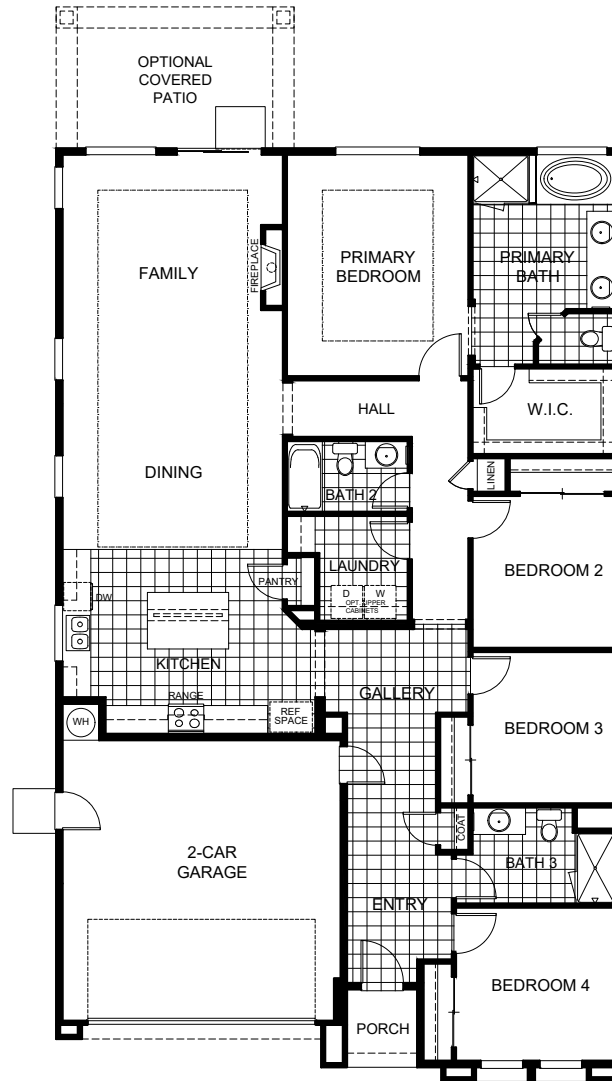 OPTIONAL
COVERED
PATIO
FAMILY
FIREPLACE
PRIMARY
BEDROOM
PRIMARY
BATH
HALL
W.I.C.
DINING
BATH 2
LINEN
LAUNDRY
BEDROOM 2
PANTRY
D W
OPT. UPPER
CABINETS
DW
KITCHEN
GALLERY
RANGE
REF
SPACE
WH
BEDROOM 3
COAT
2-CAR
GARAGE
BATH 3
ENTRY
BEDROOM 4
PORCH